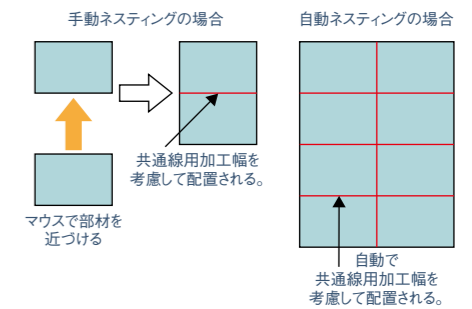 手動ネスティングの場合
自動ネスティングの場合
共通線用加工幅を
考慮して配置される。
マウスで部材を
近づける
自動で
共通線用加工幅を
考慮して配置される。